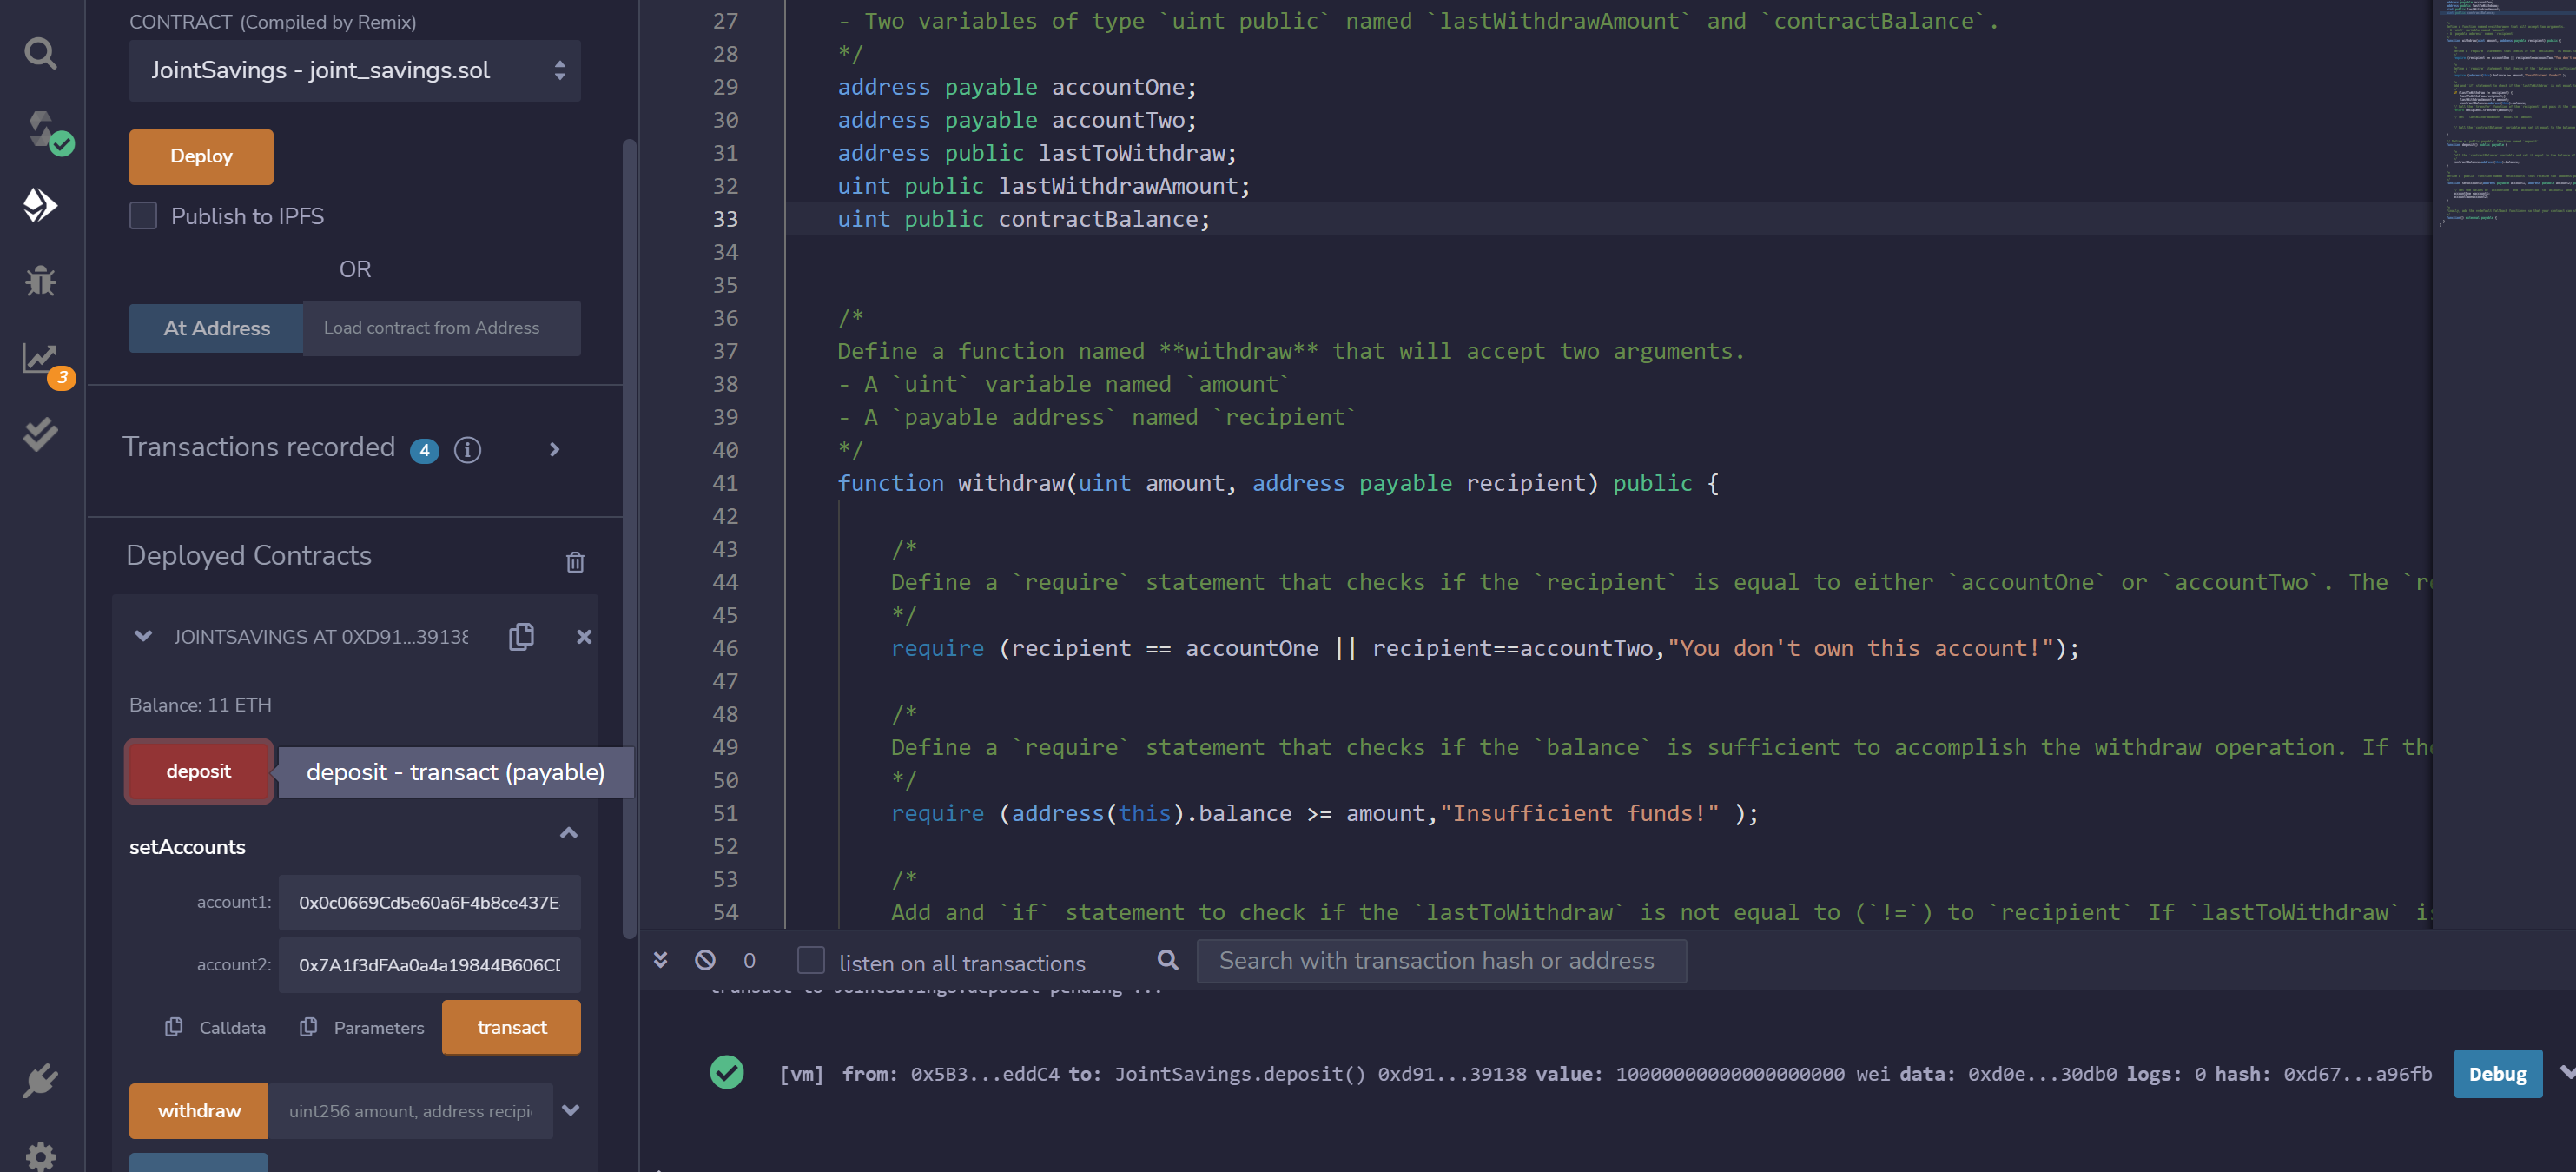 CONTRACT (Compiled by Remix)
JointSavings - joint_savings.sol
Deploy
Publish to IPFS
OR
At Address
Load contract from Address
3
Transactions recorded 4 i
Deployed Contracts
JOINTSAVINGS AT 0XD91...39138
Balance: 11 ETH
deposit
deposit - transact (payable)
setAccounts
account1: 0x0c0669Cd5e60a6F4b8ce437E
account2: 0x7A1f3dFAa0a4a19844B606C
Calldata
Parameters
transact
withdraw
uint256 amount, address recipi
27 - Two variables of type `uint public` named `lastWithdrawAmount` and `contractBalance`.
28 */
29 address payable accountOne;
30 address payable accountTwo;
31 address public lastToWithdraw;
32 uint public lastWithdrawAmount;
33 uint public contractBalance;
34
35
36 /*
37 Define a function named **withdraw** that will accept two arguments.
38 - A `uint` variable named `amount`
39 - A `payable address` named `recipient`
40 */
41 function withdraw(uint amount, address payable recipient) public {
42
43 /*
44 Define a `require` statement that checks if the `recipient` is equal to either `accountOne` or `accountTwo`. The `r
45 */
46 require (recipient == accountOne || recipient==accountTwo,"You don't own this account!");
47
48 /*
49 Define a `require` statement that checks if the `balance` is sufficient to accomplish the withdraw operation. If th
50 */
51 require (address(this).balance >= amount,"Insufficient funds!" );
52
53 /*
54 Add and `if` statement to check if the `lastToWithdraw` is not equal to (`!=`) to `recipient` If `lastToWithdraw` i
0
listen on all transactions
Search with transaction hash or address
transact to JointSavings.deposit pending ...
[vm] from: 0x5B3...eddC4 to: JointSavings.deposit() 0xd91...39138 value: 10000000000000000000 wei data: 0xd0e...30db0 logs: 0 hash: 0xd67...a96fb
Debug